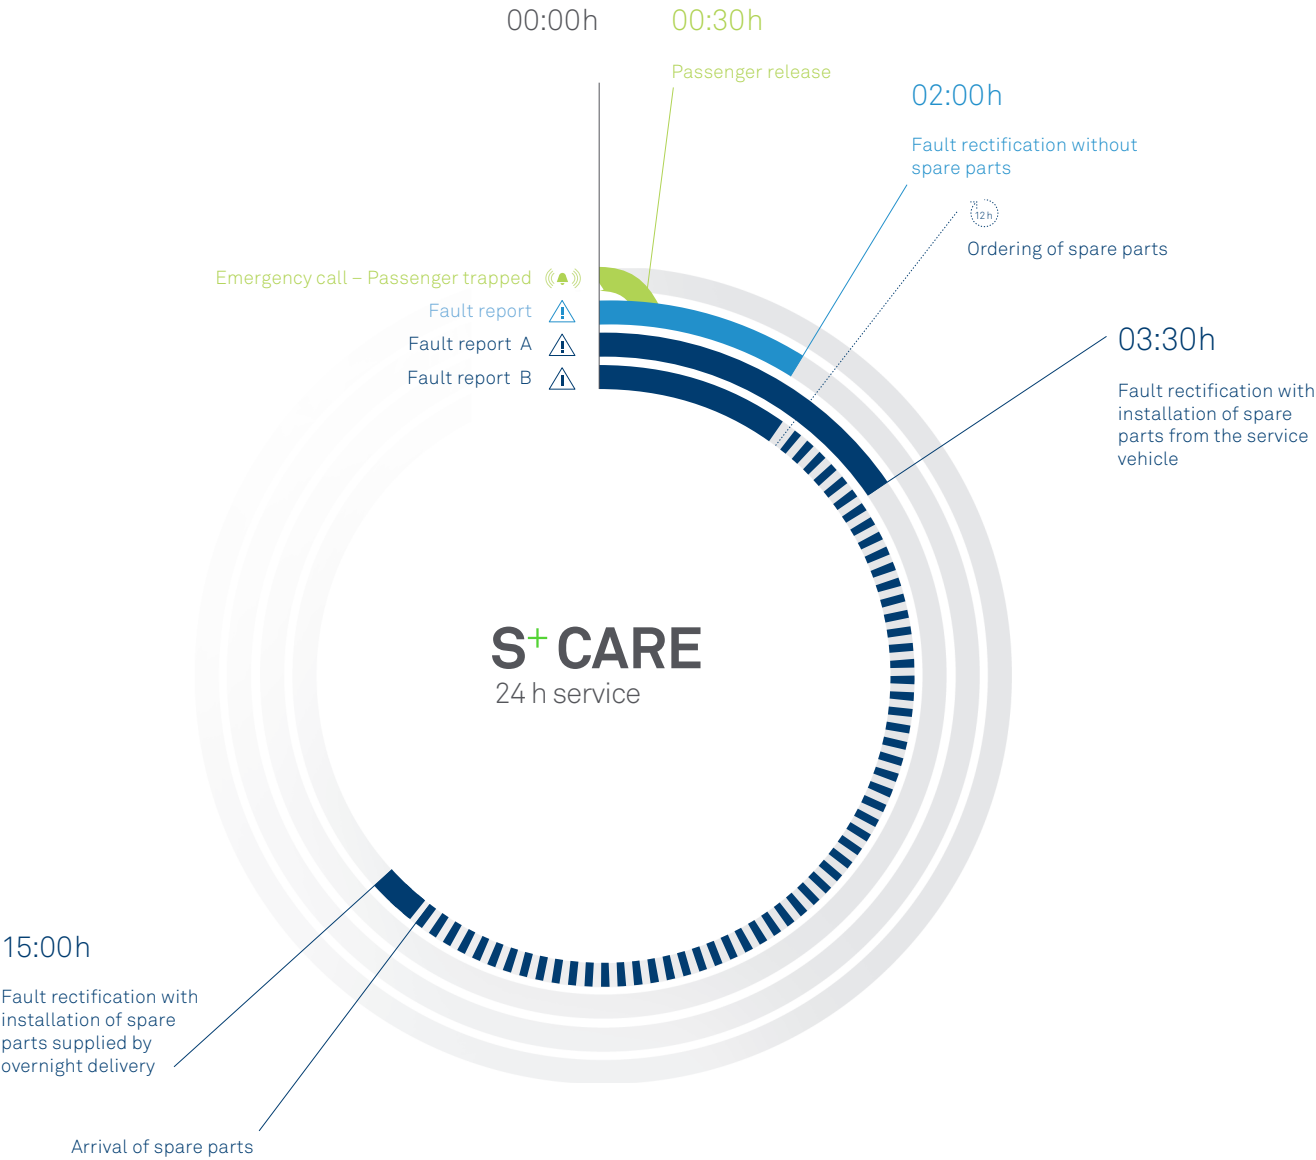 00:00h
00:30h
Passenger release
02:00h
Fault rectification without
spare parts
12 h
Ordering of spare parts
Emergency call – Passenger trapped
Fault report
Fault report A
Fault report B
03:30h
Fault rectification with
installation of spare
parts from the service
vehicle
S+ CARE
24 h service
15:00h
Fault rectification with
installation of spare
parts supplied by
overnight delivery
Arrival of spare parts